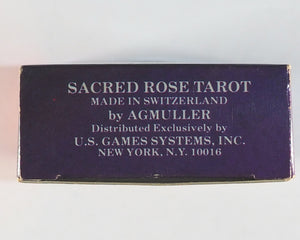 SACRED ROSE TAROT
MADE IN SWITZERLAND
by AGMULLER
Distributed Exclusively by
U.S. GAMES SYSTEMS, INC.
NEW YORK, N.Y. 10016